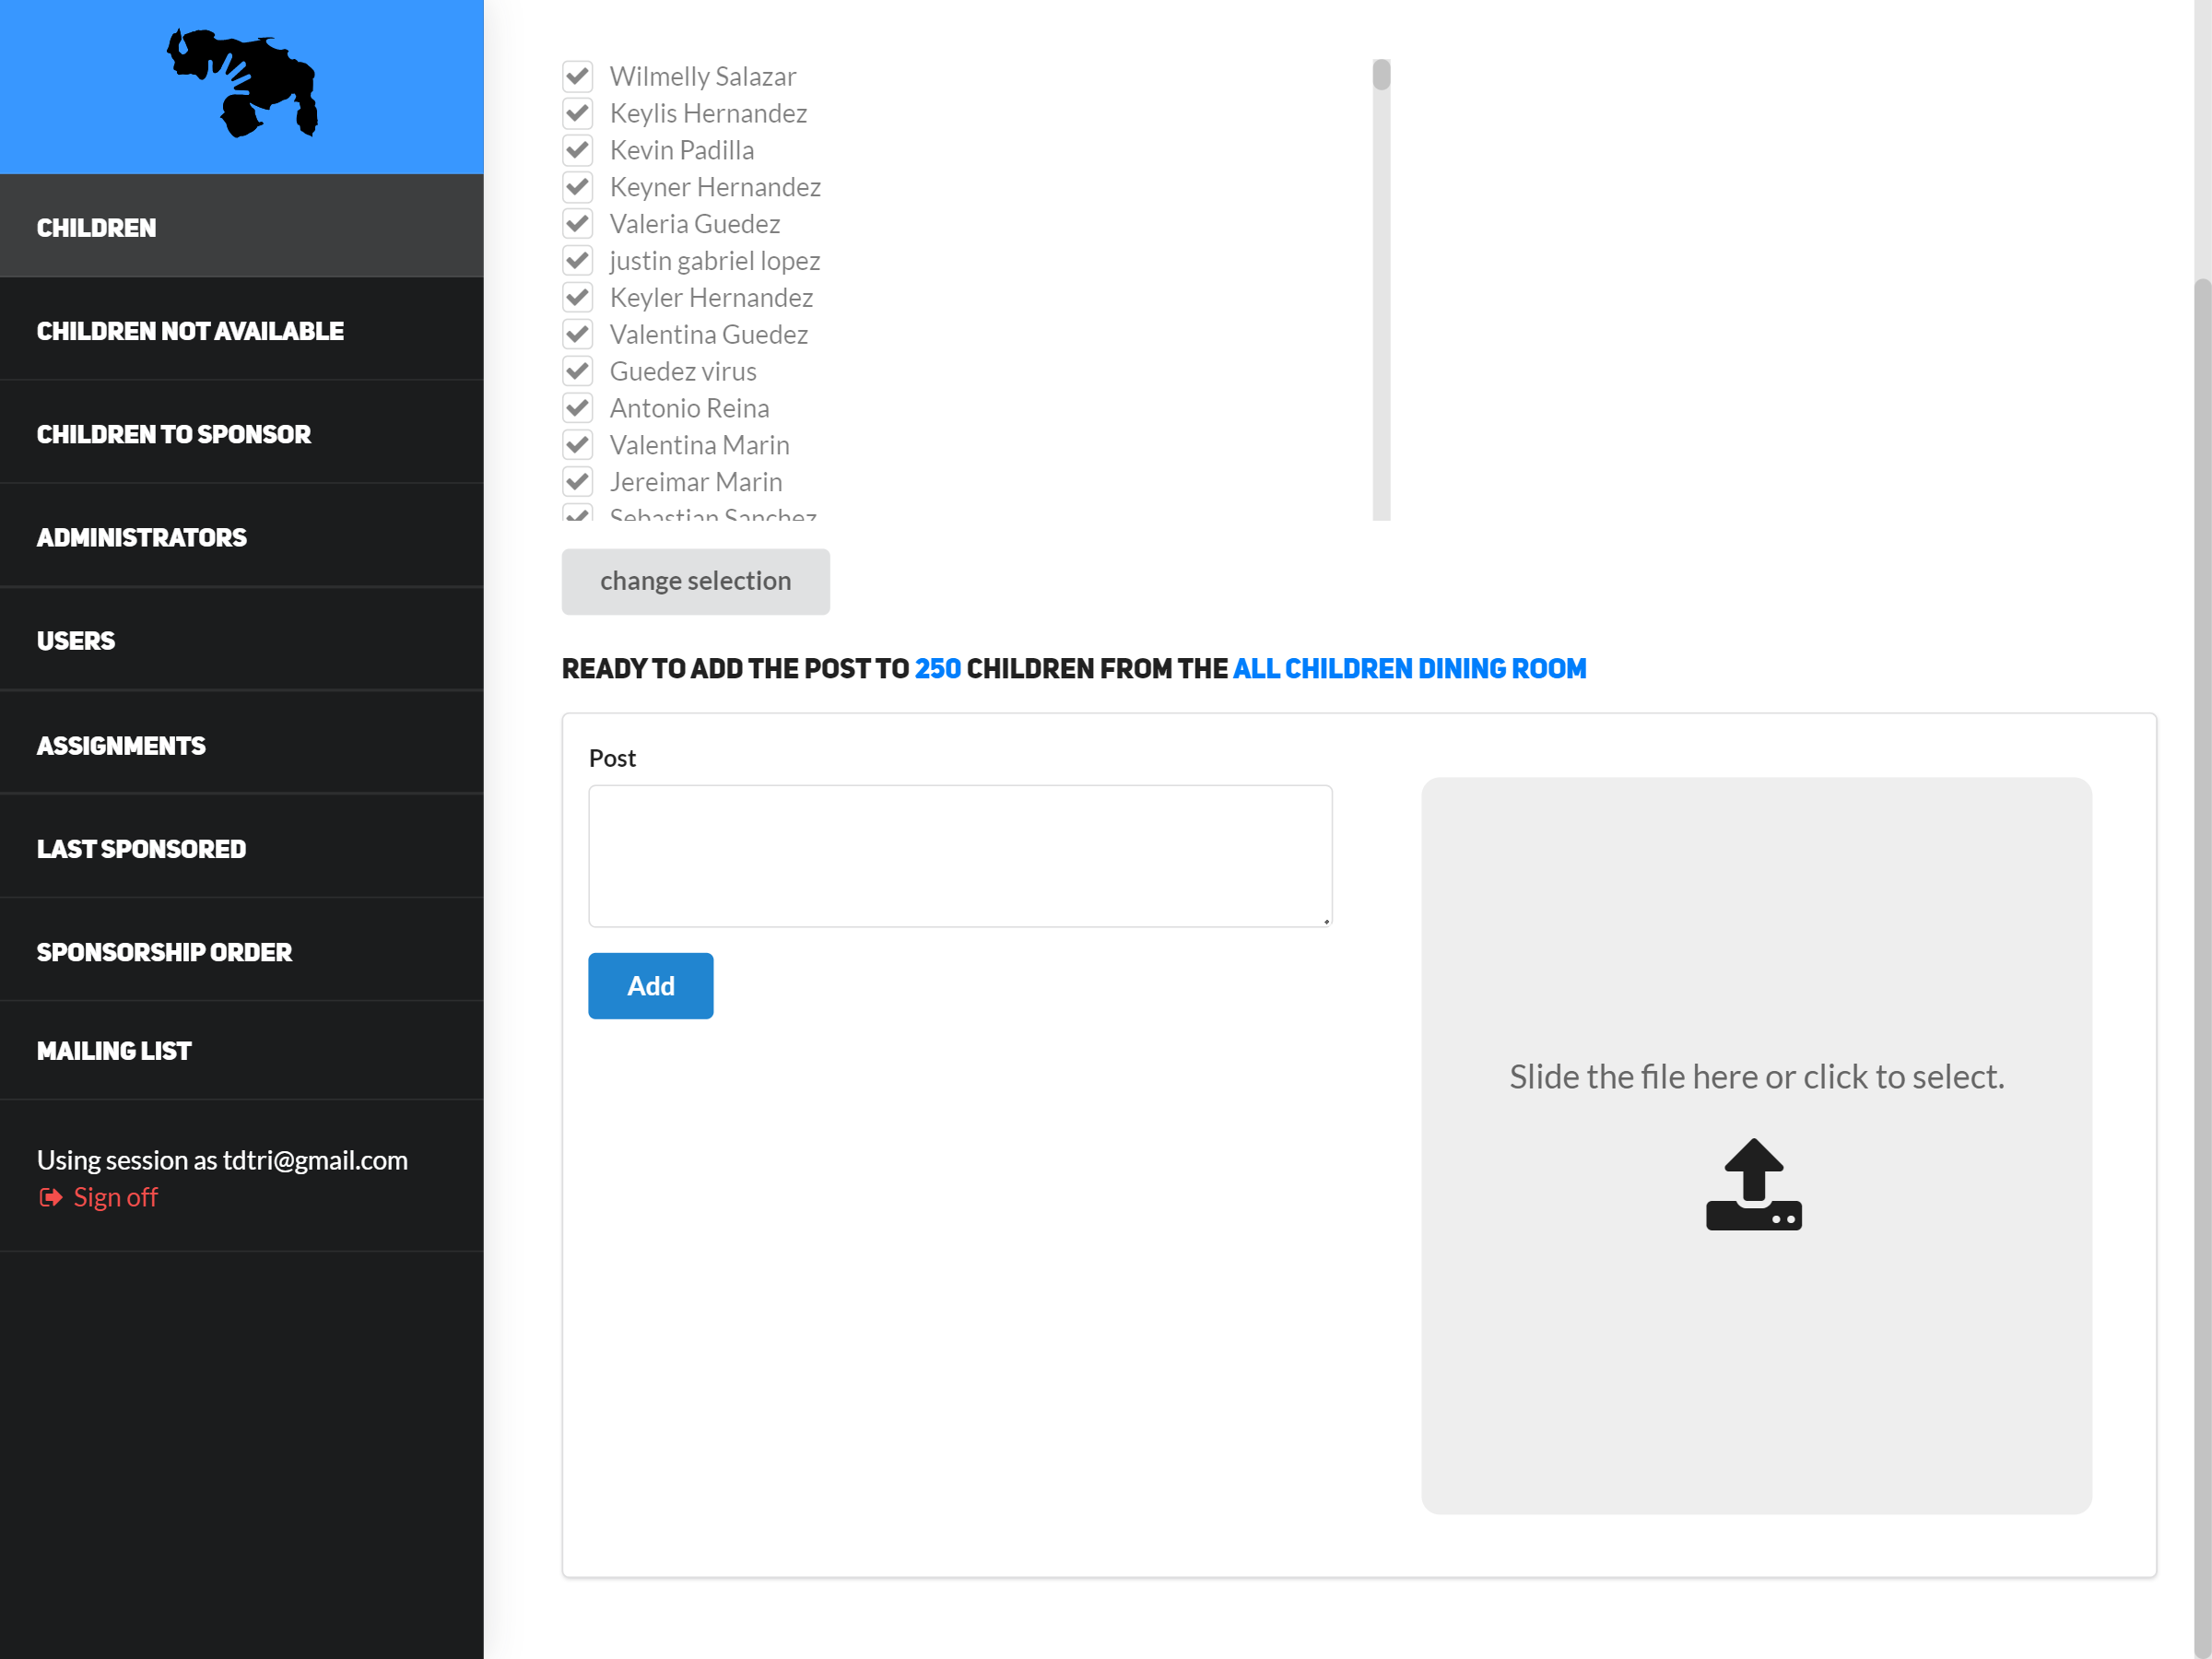 CHILDREN
CHILDREN NOT AVAILABLE
CHILDREN TO SPONSOR
ADMINISTRATORS
USERS
ASSIGNMENTS
LAST SPONSORED
SPONSORSHIP ORDER
MAILING LIST
Using session as tdtri@gmail.com
Sign off
Wilmelly Salazar
Keylis Hernandez
Kevin Padilla
Keyner Hernandez
Valeria Guedez
justin gabriel lopez
Keyler Hernandez
Valentina Guedez
Guedez virus
Antonio Reina
Valentina Marin
Jereimar Marin
Sebastian Sanchez
change selection
READY TO ADD THE POST TO 250 CHILDREN FROM THE ALL CHILDREN DINING ROOM
Post
Add
Slide the file here or click to select.